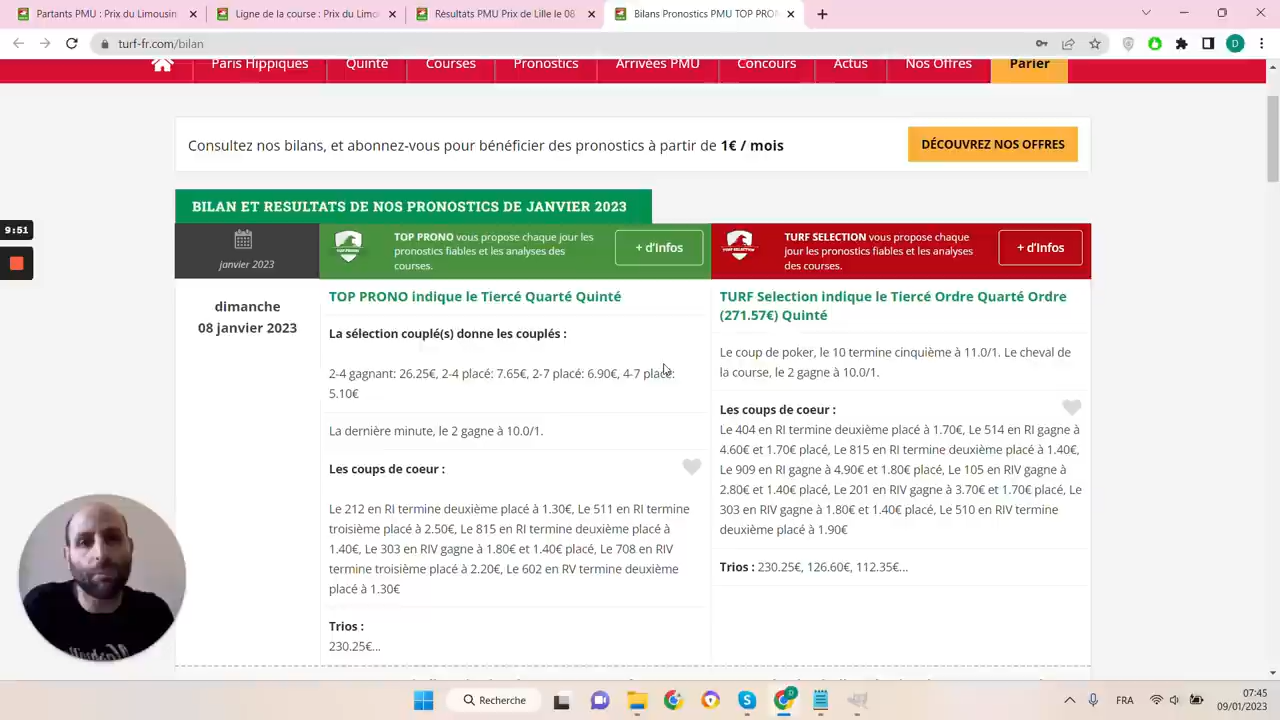 Partants PMU : Prix du Limousin
Ligne de la course : Prix du Limo
Résultats PMU Prix de Lille le 08
Bilans Pronostics PMU TOP PRON
turf-fr.com/bilan
D
Paris Hippiques
Quinté
Courses
Pronostics
Arrivées PMU
Concours
Actus
Nos Offres
Parier
Consultez nos bilans, et abonnez-vous pour bénéficier des pronostics à partir de 1€ / mois
DÉCOUVREZ NOS OFFRES
BILAN ET RESULTATS DE NOS PRONOSTICS DE JANVIER 2023
9:51
janvier 2023
TOP PRONO
TOP PRONO vous propose chaque jour les
pronostics fiables et les analyses des
courses.
+ d'Infos
TURF SELECTION
TURF SELECTION vous propose chaque
jour les pronostics fiables et les analyses
des courses.
+ d'Infos
dimanche
08 janvier 2023
TOP PRONO indique le Tiercé Quarté Quinté
La sélection couplé(s) donne les couplés :
2-4 gagnant: 26.25€, 2-4 placé: 7.65€, 2-7 placé: 6.90€, 4-7 placé:
5.10€
La dernière minute, le 2 gagne à 10.0/1.
Les coups de coeur :
Le 212 en RI termine deuxième placé à 1.30€, Le 511 en RI termine
troisième placé à 2.50€, Le 815 en RI termine deuxième placé à
1.40€, Le 303 en RIV gagne à 1.80€ et 1.40€ placé, Le 708 en RIV
termine troisième placé à 2.20€, Le 602 en RV termine deuxième
placé à 1.30€
Trios :
230.25€...
TURF Selection indique le Tiercé Ordre Quarté Ordre
(271.57€) Quinté
Le coup de poker, le 10 termine cinquième à 11.0/1. Le cheval de
la course, le 2 gagne à 10.0/1.
Les coups de coeur :
Le 404 en RI termine deuxième placé à 1.70€, Le 514 en RI gagne à
4.60€ et 1.70€ placé, Le 815 en RI termine deuxième placé à 1.40€,
Le 909 en RI gagne à 4.90€ et 1.80€ placé, Le 105 en RIV gagne à
2.80€ et 1.40€ placé, Le 201 en RIV gagne à 3.70€ et 1.70€ placé, Le
303 en RIV gagne à 1.80€ et 1.40€ placé, Le 510 en RIV termine
deuxième placé à 1.90€
Trios : 230.25€, 126.60€, 112.35€...
Recherche
FRA
07:45
09/01/2023